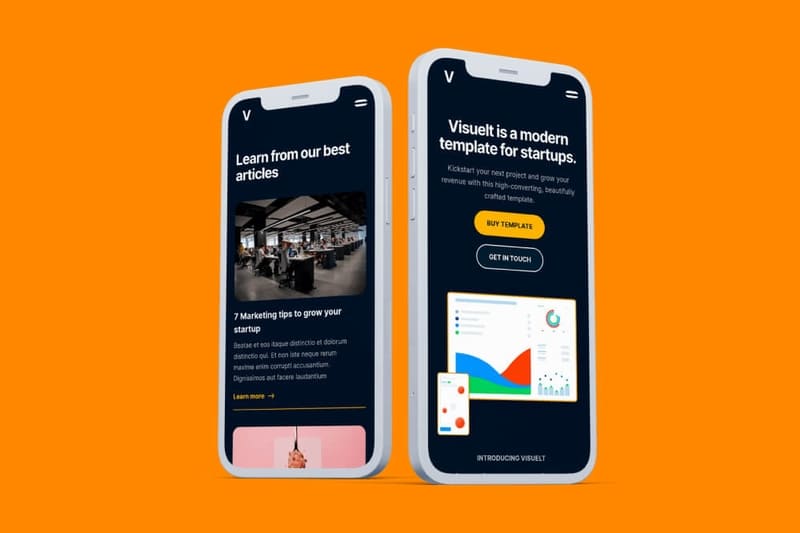 V
Learn from our best
articles
7 Marketing tips to grow your
startup
Beatae et eos itaque distinctio et dolorum
distinctio qui. Et non iste neque rerum
maxime enim corrupti accusantium.
Dignissimos aut facere laudantium
Learn more →
V
Visuelt is a modern
template for startups.
Kickstart your next project and grow your
revenue with this high-converting, beautifully
crafted template.
BUY TEMPLATE
GET IN TOUCH
INTRODUCING VISUELT